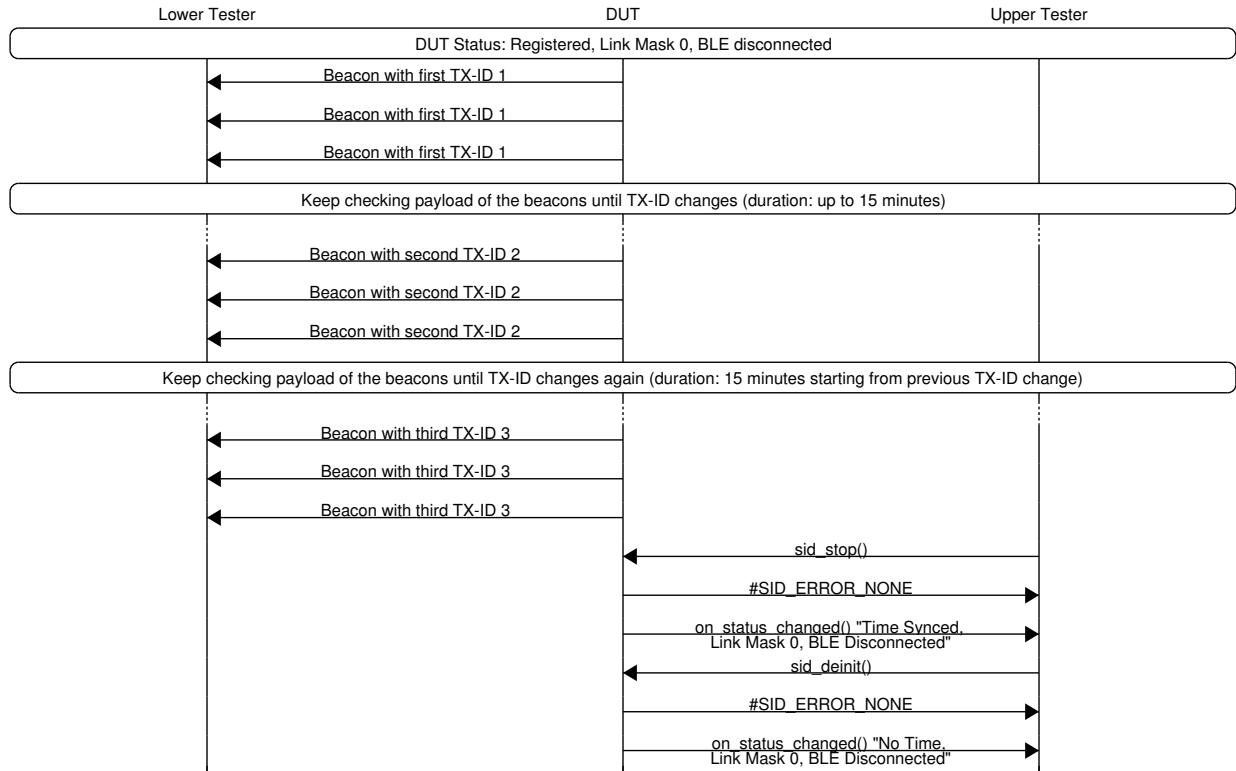 Lower Tester DUT Upper Tester
DUT Status: Registered, Link Mask 0, BLE disconnected
Beacon with first TX-ID 1
Beacon with first TX-ID 1
Beacon with first TX-ID 1
Keep checking payload of the beacons until TX-ID changes (duration: up to 15 minutes)
Beacon with second TX-ID 2
Beacon with second TX-ID 2
Beacon with second TX-ID 2
Keep checking payload of the beacons until TX-ID changes again (duration: 15 minutes starting from previous TX-ID change)
Beacon with third TX-ID 3
Beacon with third TX-ID 3
Beacon with third TX-ID 3
sid_stop()
#SID_ERROR_NONE
on_status_changed() "Time Synced,
Link Mask 0, BLE Disconnected"
sid_deinit()
#SID_ERROR_NONE
on_status_changed() "No Time,
Link Mask 0, BLE Disconnected"